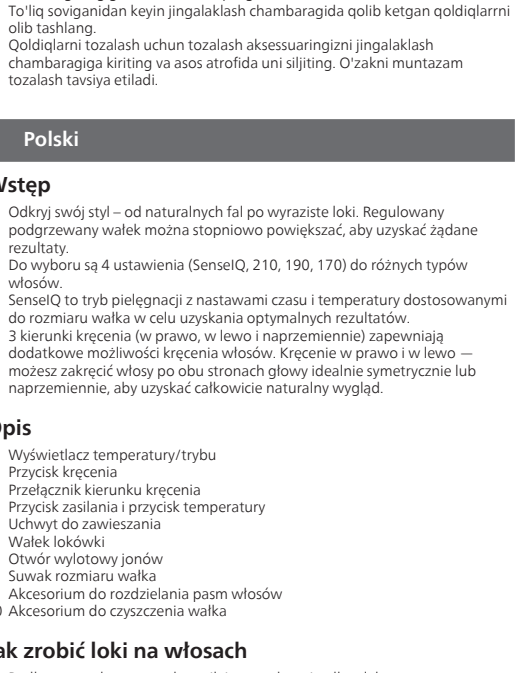 To'liq soviganidan keyin jingalaklash chambaragida qolib ketgan qoldiqlarrni
olib tashlang.
Qoldiqlarni tozalash uchun tozalash aksessuaringizni jingalaklash
chambaragiga kiriting va asos atrofida uni siljiting. O'zakni muntazam
tozalash tavsiya etiladi.
Polski
Wstęp
Odkryj swój styl – od naturalnych fal po wyraziste loki. Regulowany
podgrzewany wałek można stopniowo powiększać, aby uzyskać żądane
rezultaty.
Do wyboru są 4 ustawienia (SenseIQ, 210, 190, 170) do różnych typów
włosów.
SenseIQ to tryb pielęgnacji z nastawami czasu i temperatury dostosowanymi
do rozmiaru wałka w celu uzyskania optymalnych rezultatów.
3 kierunki kręcenia (w prawo, w lewo i naprzemiennie) zapewniają
dodatkowe możliwości kręcenia włosów. Kręcenie w prawo i w lewo —
możesz zakręcić włosy po obu stronach głowy idealnie symetrycznie lub
naprzemiennie, aby uzyskać całkowicie naturalny wygląd.
Opis
Wyświetlacz temperatury/trybu
Przycisk kręcenia
Przełącznik kierunku kręcenia
Przycisk zasilania i przycisk temperatury
Uchwyt do zawieszania
Wałek lokówki
Otwór wylotowy jonów
Suwak rozmiaru wałka
Akcesorium do rozdzielania pasm włosów
0 Akcesorium do czyszczenia wałka
ak zrobić loki na włosach